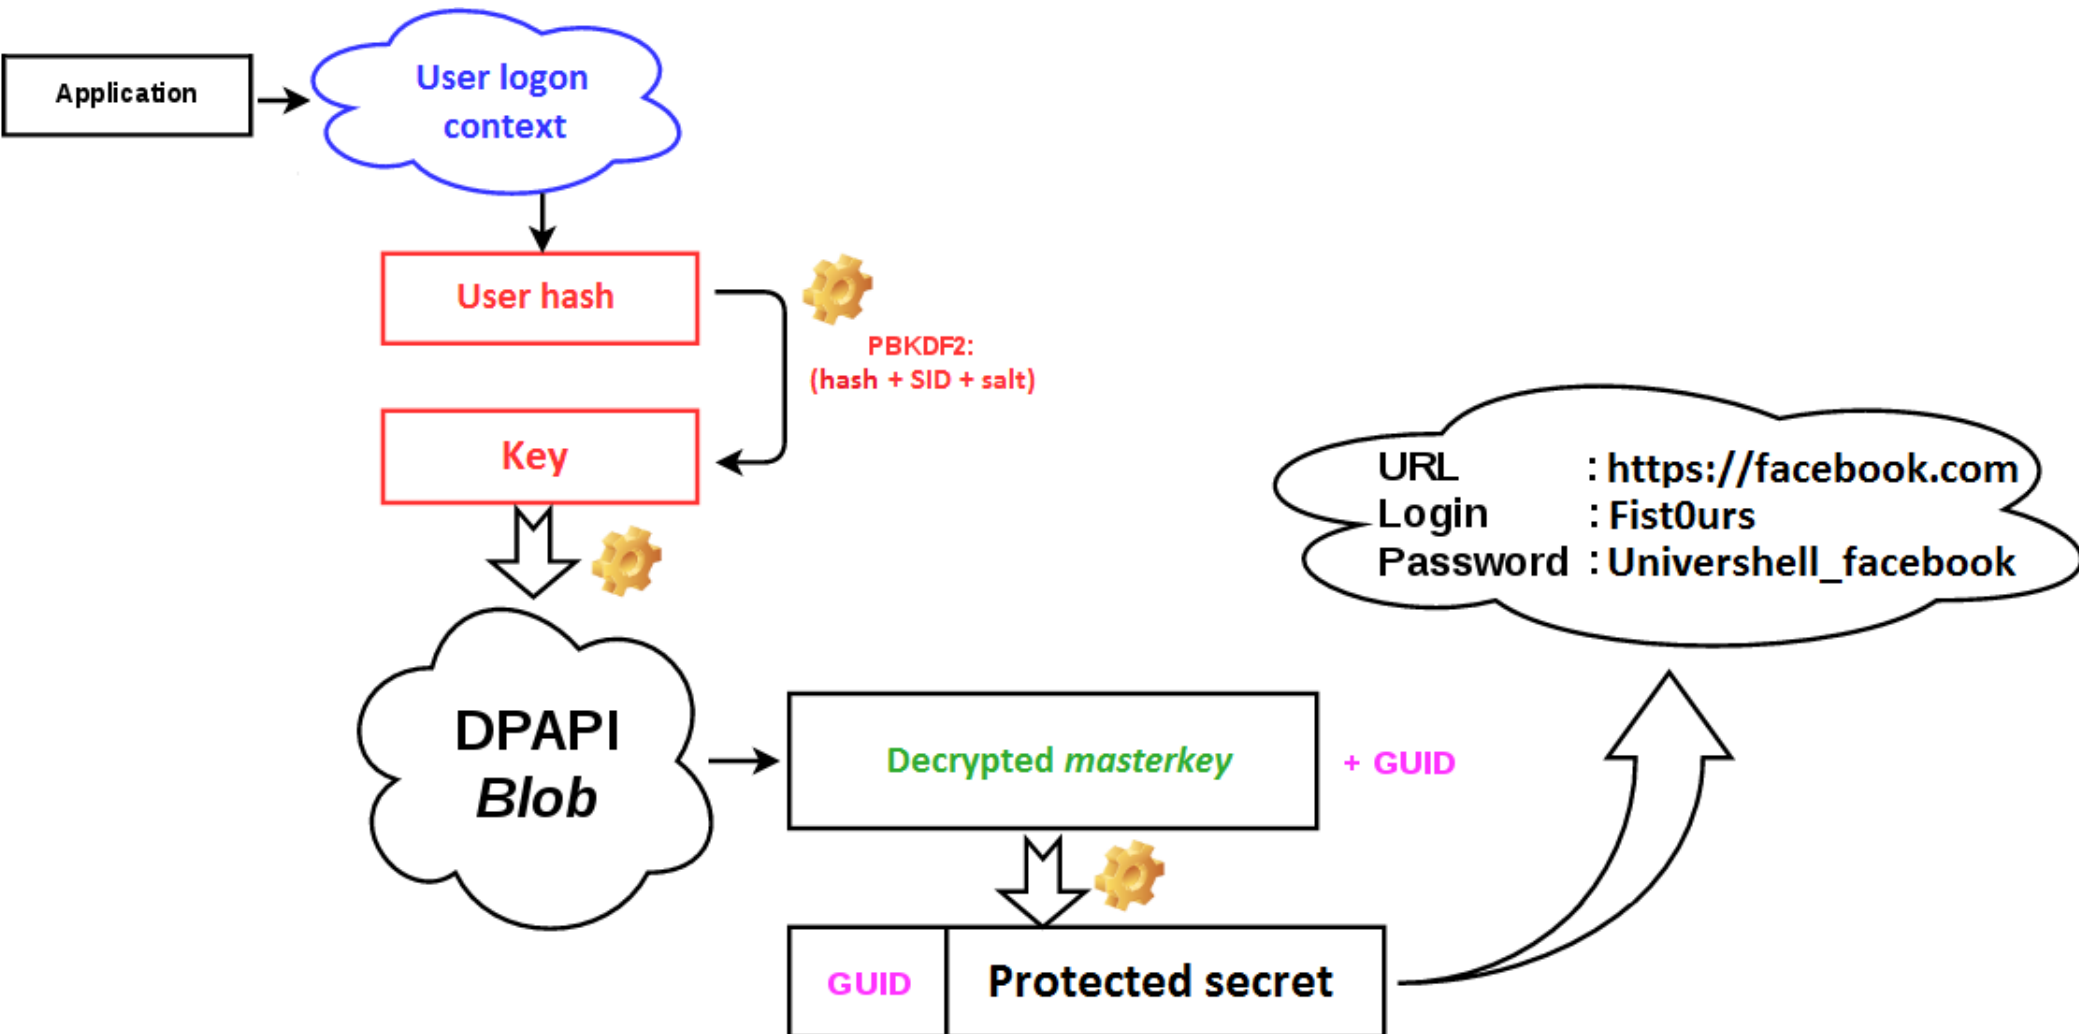 Application
User logon
context
User hash
PBKDF2:
(hash + SID + salt)
Key
URL : https://facebook.com
Login : Fist0urs
Password : Univershell_facebook
DPAPI
Blob
Decrypted masterkey
+ GUID
GUID
Protected secret